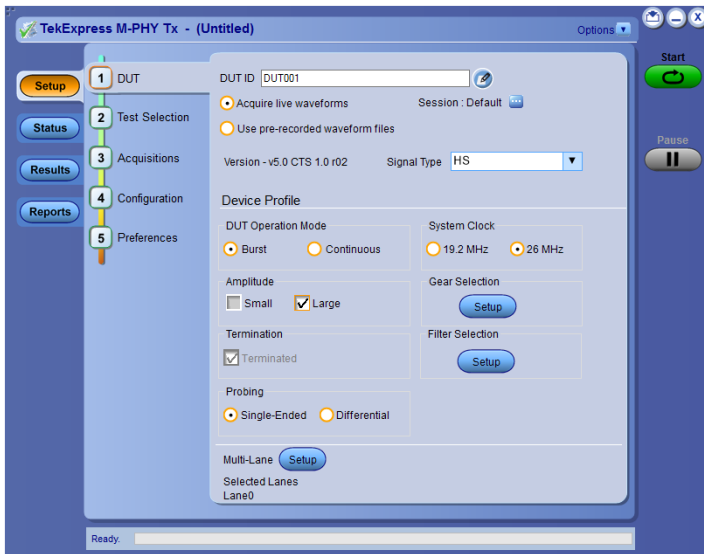 TekExpress M-PHY Tx - (Untitled)
Options
Start
Pause
Setup
Status
Results
Reports
1 DUT
2 Test Selection
3 Acquisitions
4 Configuration
5 Preferences
DUT ID DUT001
Acquire live waveforms
Session : Default
Use pre-recorded waveform files
Version - v5.0 CTS 1.0 r02
Signal Type HS
Device Profile
DUT Operation Mode
Burst Continuous
System Clock
19.2 MHz 26 MHz
Amplitude
Small Large
Gear Selection
Setup
Termination
Terminated
Filter Selection
Setup
Probing
Single-Ended Differential
Multi-Lane Setup
Selected Lanes
Lane0
Ready.